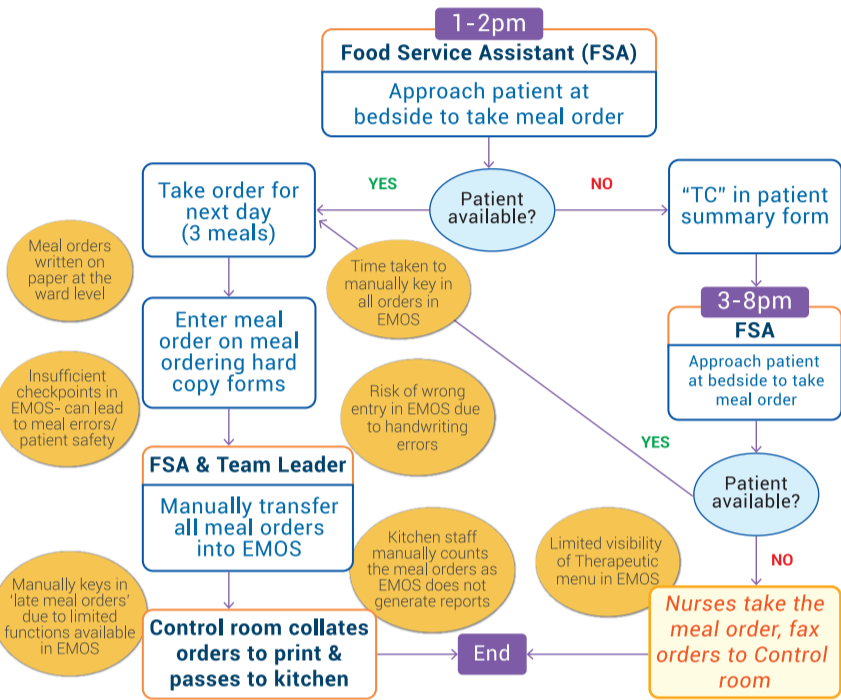 1-2pm
Food Service Assistant (FSA)
Approach patient at
bedside to take meal order
YES
Patient
available?
NO
Take order for
next day
(3 meals)
“TC” in patient
summary form
Meal orders
written on
paper at the
ward level
Time taken to
manually key in
all orders in
EMOS
3-8pm
FSA
Approach patient
at bedside to take
meal order
Enter meal
order on meal
ordering hard
copy forms
Insufficient
checkpoints in
EMOS- can lead
to meal errors/
patient safety
Risk of wrong
entry in EMOS due
to handwriting
errors
YES
Patient
available?
FSA & Team Leader
Manually transfer
all meal orders
into EMOS
Kitchen staff
manually counts
the meal orders as
EMOS does not
generate reports
Limited visibility
of Therapeutic
menu in EMOS
NO
Manually keys in
‘late meal orders’
due to limited
functions available
in EMOS
Control room collates
orders to print &
passes to kitchen
End
Nurses take the
meal order, fax
orders to Control
room